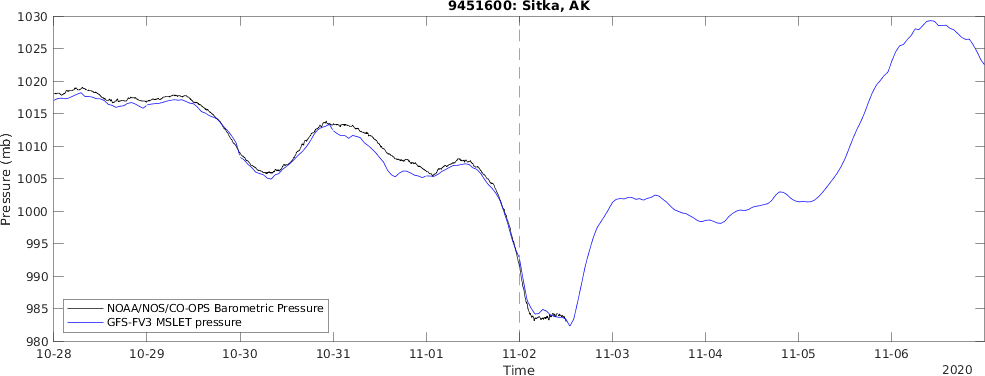 9451600: Sitka, AK
Pressure (mb)
1030
1025
1020
1015
1010
1005
1000
995
990
985
980
NOAA/NOS/CO-OPS Barometric Pressure
GFS-FV3 MSLET pressure
10-28 10-29 10-30 10-31 11-01 11-02 11-03 11-04 11-05 11-06
Time
2020